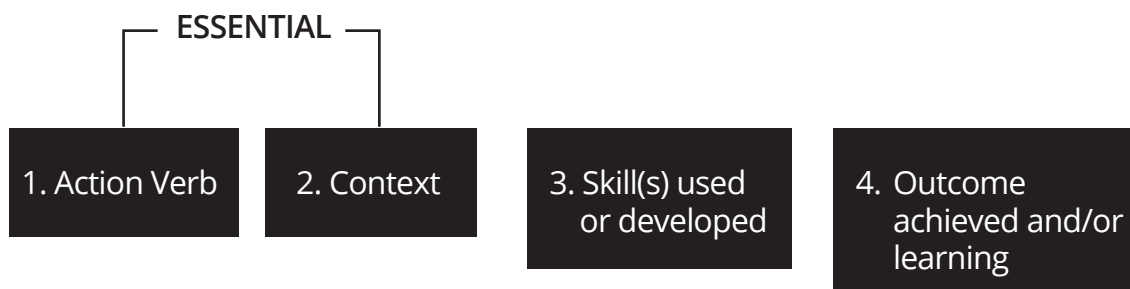 ESSENTIAL
1. Action Verb
2. Context
3. Skill(s) used
or developed
4. Outcome
achieved and/or
learning